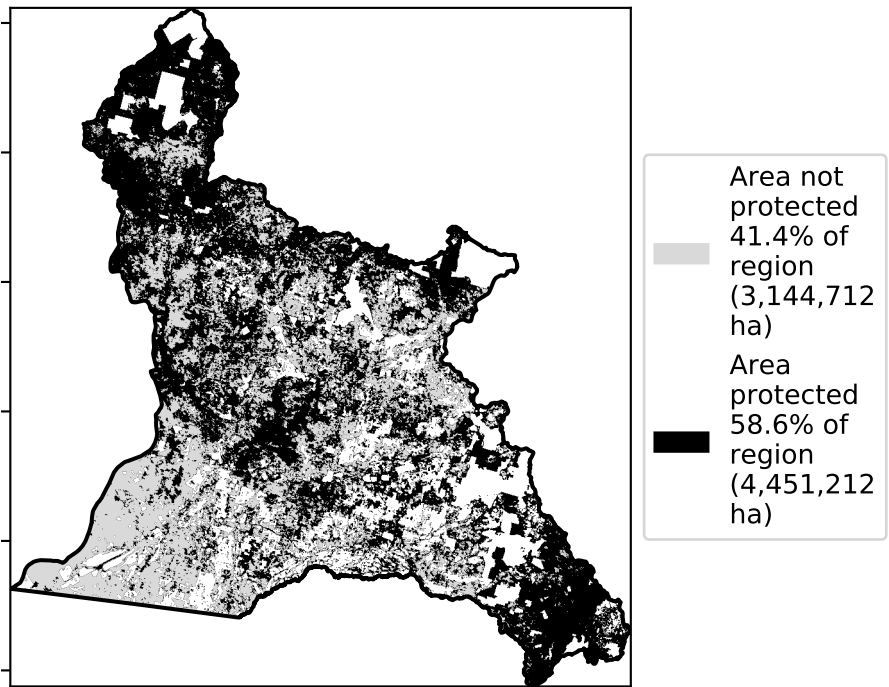 Area not
protected
41.4% of
region
(3,144,712
ha)
Area
protected
58.6% of
region
(4,451,212
ha)